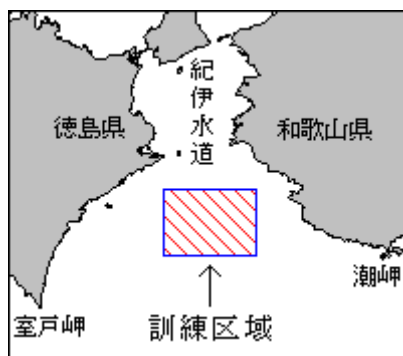 紀伊水道
徳島県
和歌山県
潮岬
室戸岬
訓練区域